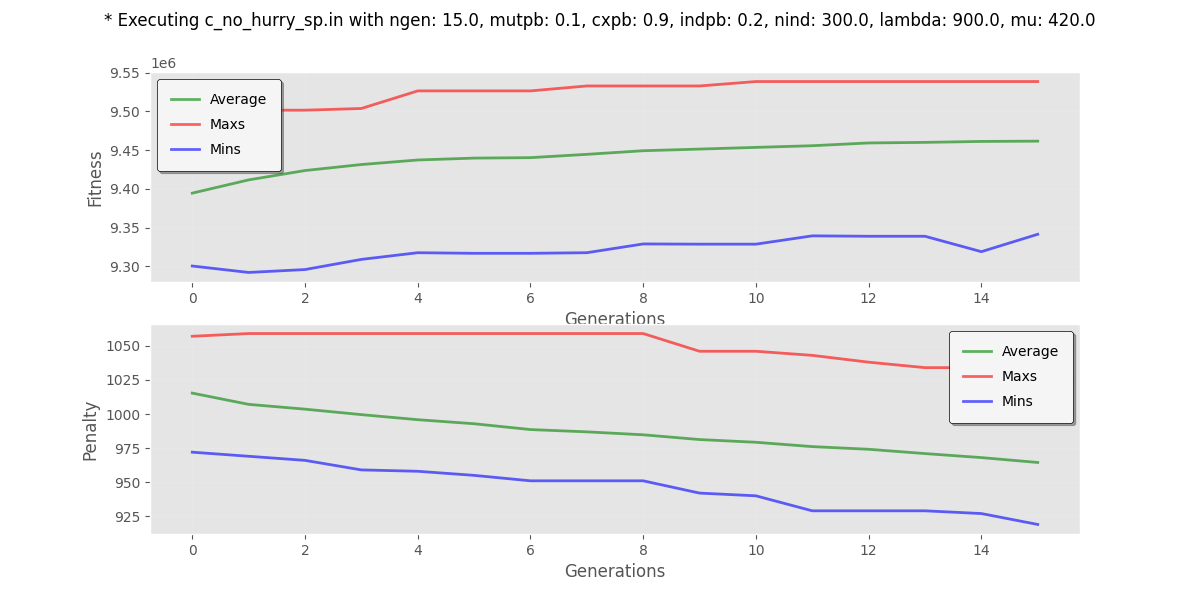 * Executing c_no_hurry_sp.in with ngen: 15.0, mutpb: 0.1, cxpb: 0.9, indpb: 0.2, nind: 300.0, lambda: 900.0, mu: 420.0
1e6
9.55
9.50
9.45
9.40
9.35
9.30
Fitness
Average
Maxs
Mins
0 2 4 6 8 10 12 14
Generations
1050
1025
1000
975
950
925
Penalty
Average
Maxs
Mins
0 2 4 6 8 10 12 14
Generations